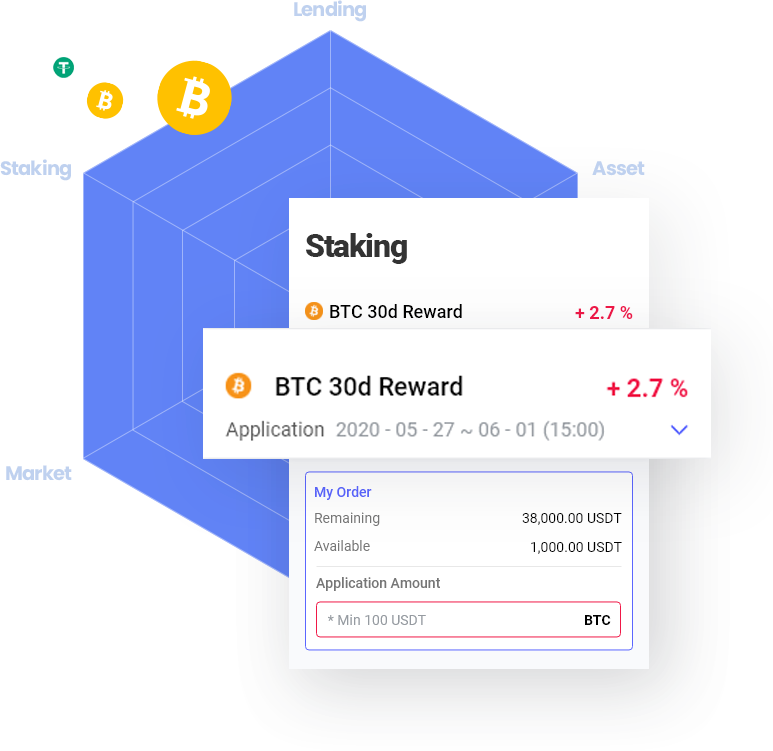 Lending
Staking
Asset
Staking
BTC 30d Reward + 2.7 %
BTC 30d Reward + 2.7 %
Application 2020 - 05 - 27 ~ 06 - 01 (15:00)
Market
My Order
Remaining 38,000.00 USDT
Available 1,000.00 USDT
Application Amount
* Min 100 USDT BTC